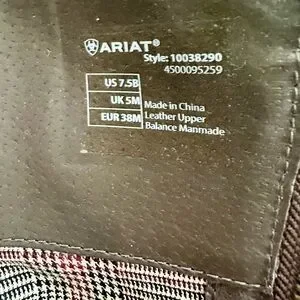 ARIAT®
Style: 10038290
4500095259
US 7.5B
UK 5M
EUR 38M
Made in China
Leather Upper
Balance Manmade